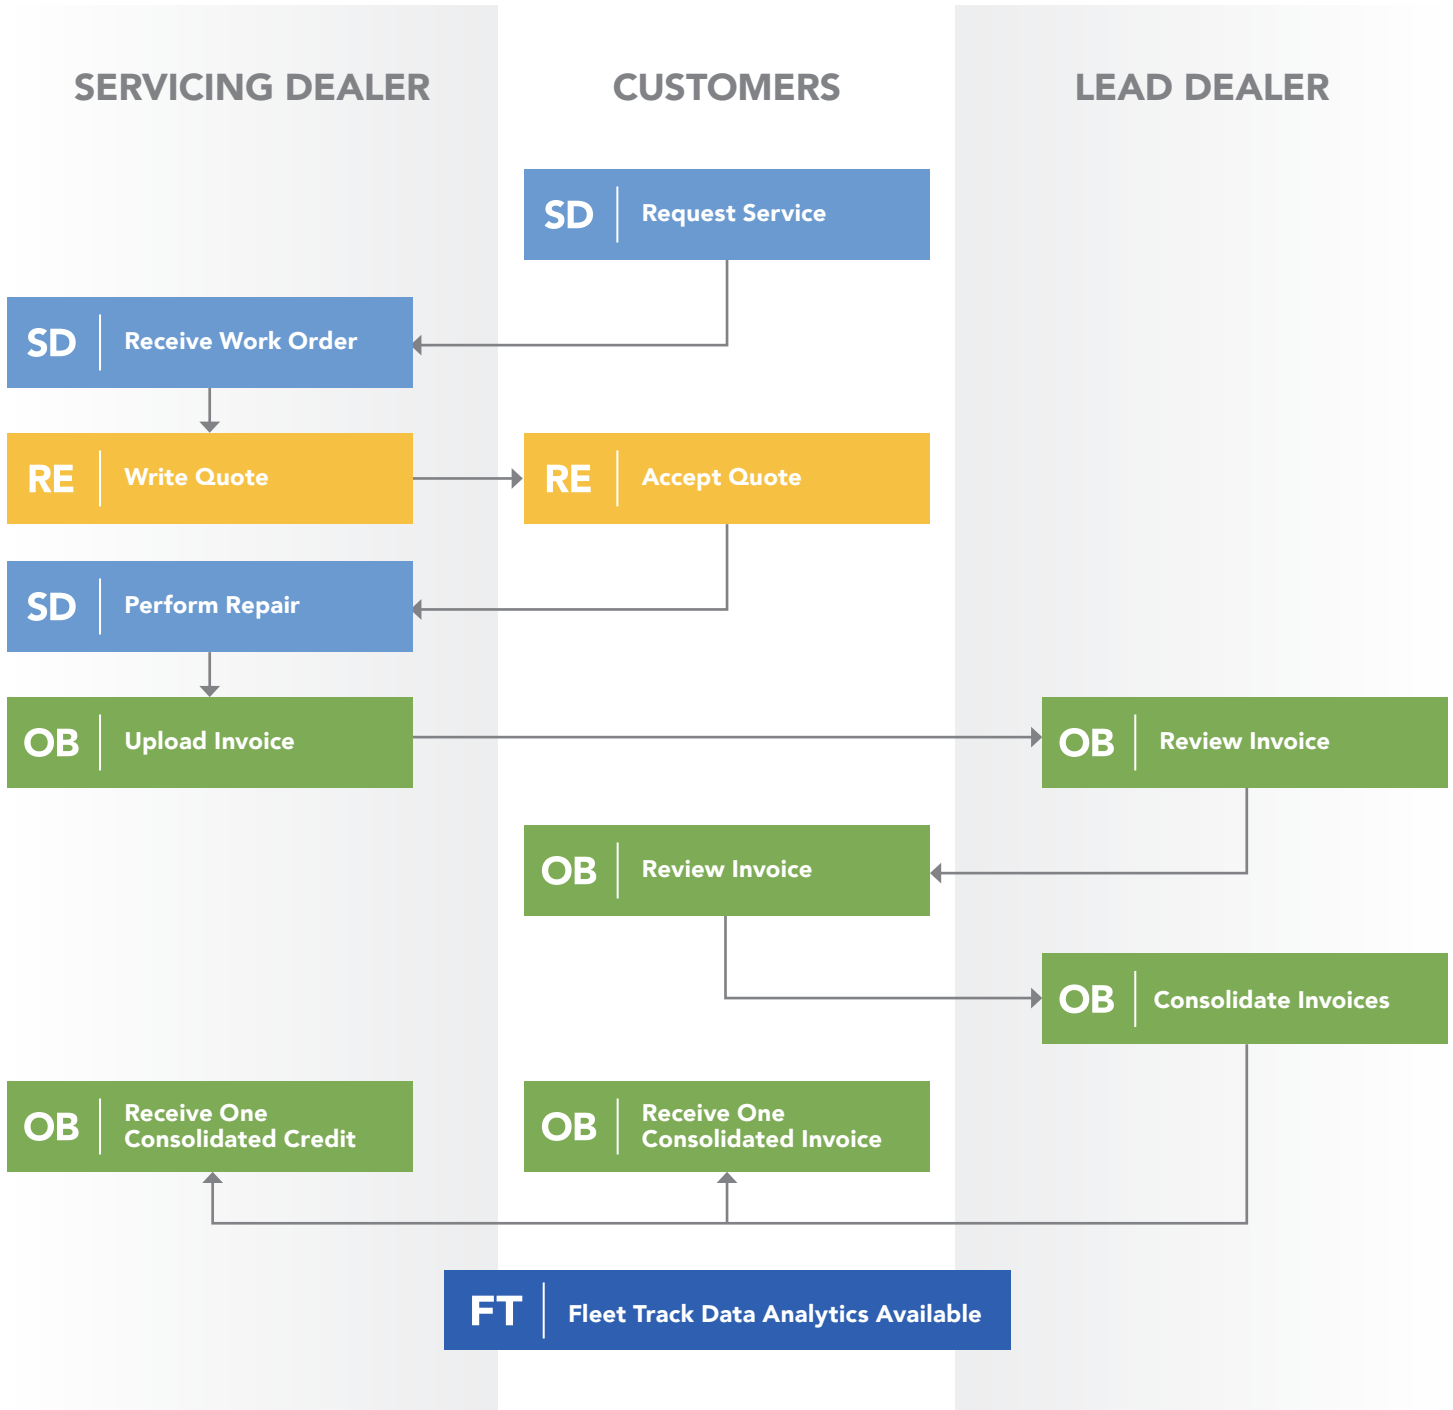 SERVICING DEALER
CUSTOMERS
LEAD DEALER
SD Request Service
SD Receive Work Order
RE Write Quote
RE Accept Quote
SD Perform Repair
OB Upload Invoice
OB Review Invoice
OB Review Invoice
OB Consolidate Invoices
OB Receive One
Consolidated Credit
OB Receive One
Consolidated Invoice
FT Fleet Track Data Analytics Available